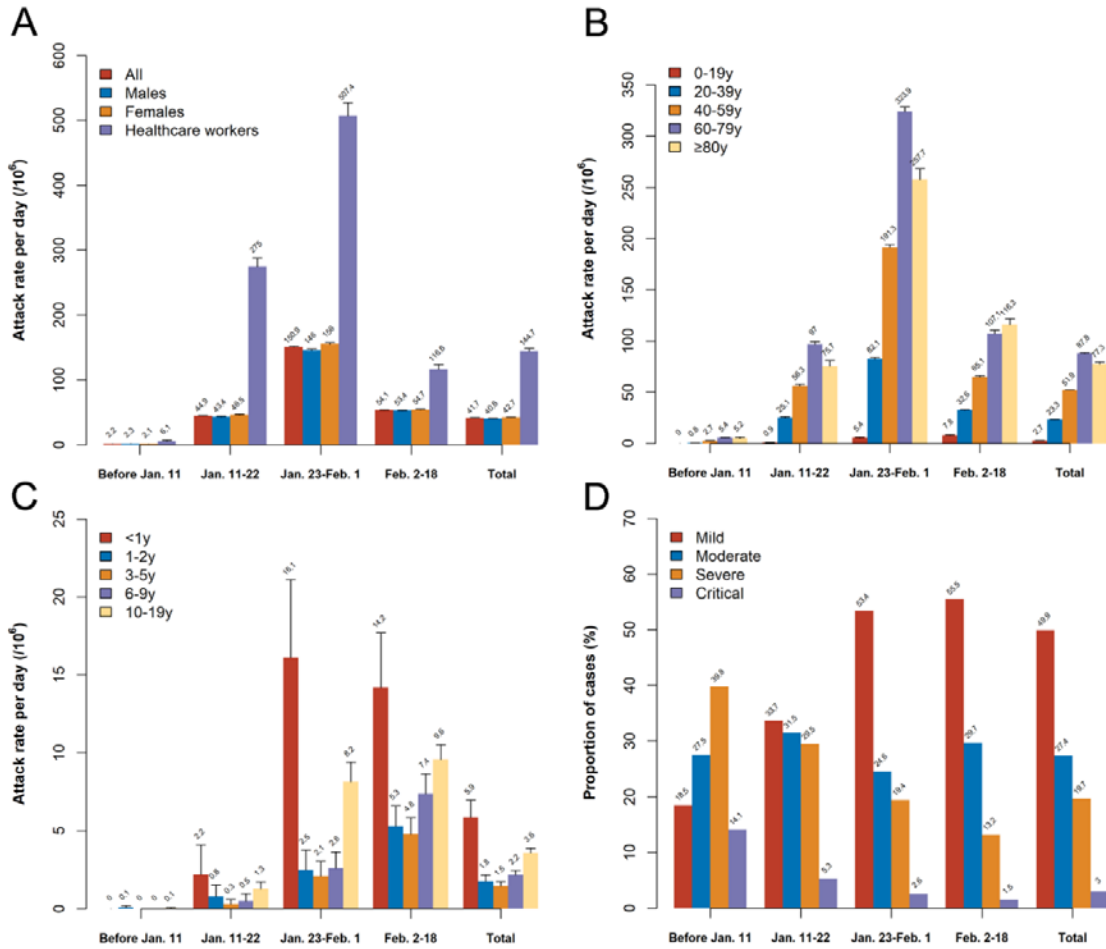 A
Attack rate per day (/10⁶)
600
500
400
300
200
100
0
All
Males
Females
Healthcare workers
2.2 2.3 2.1 6.1
44.9 43.4 46.5 275
150.9 146 156 507.4
54.1 53.4 54.7
41.7 42.7 144.7
Before Jan. 11 Jan. 11-22 Jan. 23-Feb. 1 Feb. 2-18 Total
B
Attack rate per day (/10⁶)
350
300
250
200
150
100
50
0
0-19y
20-39y
40-59y
60-79y
≥80y
0 0.8 2.7 5.4 5.2
0.9 25.1 56.3 97 75.7
5.4 82.1 191.3 323.9 257.7
7.8 32.6 65.1 107.1 116.3
2.7 23.3 51.9 87.8 77.3
Before Jan. 11 Jan. 11-22 Jan. 23-Feb. 1 Feb. 2-18 Total
C
Attack rate per day (/10⁶)
25
20
15
10
5
0
<1y
1-2y
3-5y
6-9y
10-19y
0 0.1 0 0 0.1
2.2 0.8 0.3 0.5 1.3
16.1 2.5 2.1 2.6 8.2
14.2 5.3 4.8 7.4 9.6
5.9 1.8 1.5 2.2 3.6
Before Jan. 11 Jan. 11-22 Jan. 23-Feb. 1 Feb. 2-18 Total
D
Proportion of cases (%)
70
60
50
40
30
20
10
0
Mild
Moderate
Severe
Critical
18.5 27.5 39.8 14.1
33.7 31.5 29.5 5.3
53.4 19.4 2.6
55.5 29.7 13.2 1.5
49.9 27.4 19.7 3
Before Jan. 11 Jan. 11-22 Jan. 23-Feb. 1 Feb. 2-18 Total